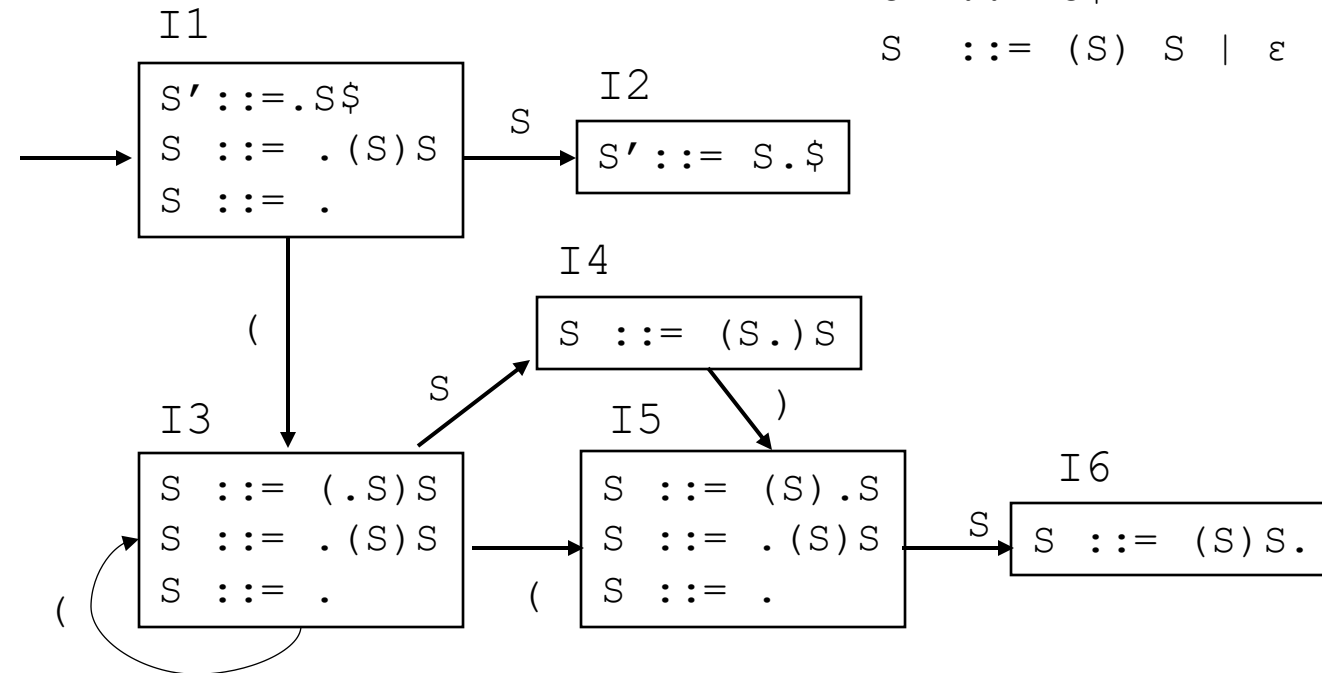 I1
S ::= (S) S | ε
S'::=.S$
S ::= .(S)S
S ::= .
S
I2
S'::= S.$
(
I4
S ::= (S.)S
S
)
I3
S ::= (.S)S
S ::= .(S)S
S ::= .
(
(
I5
S ::= (S).S
S ::= .(S)S
S ::= .
S
I6
S ::= (S)S.